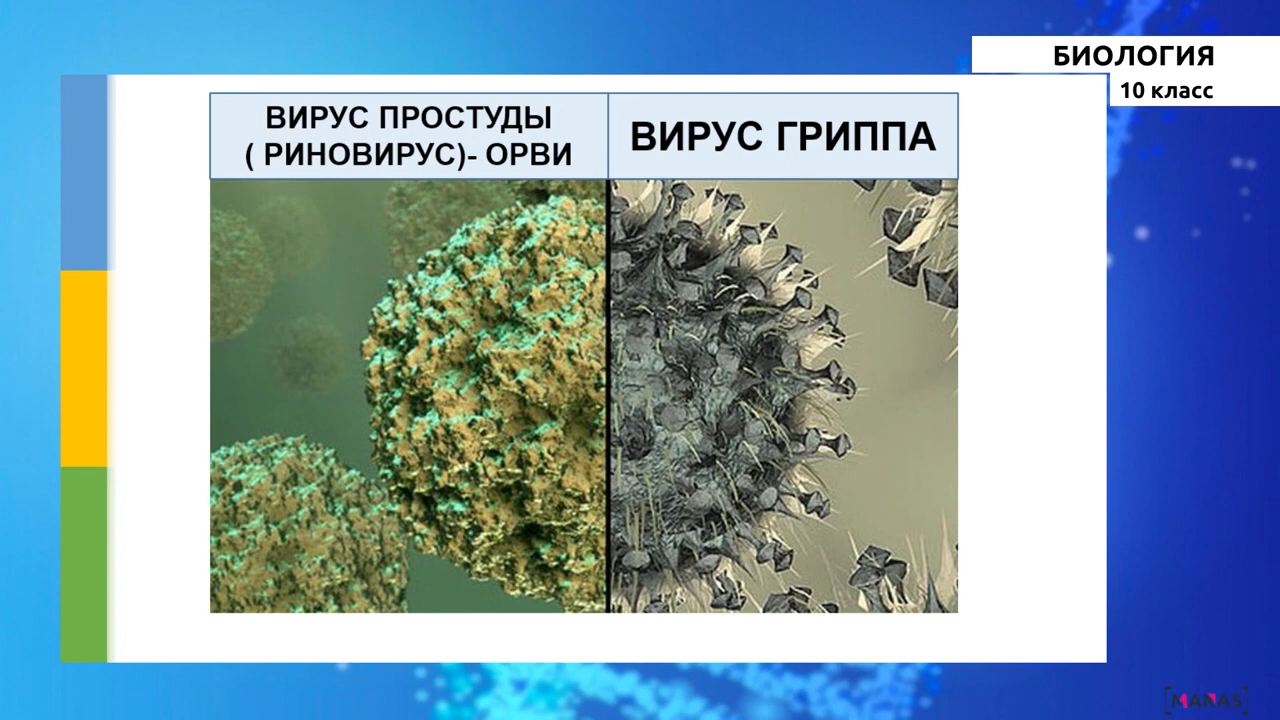 БИОЛОГИЯ
10 класс
ВИРУС ПРОСТУДЫ
( РИНОВИРУС)- ОРВИ
ВИРУС ГРИППА
[MANAS]